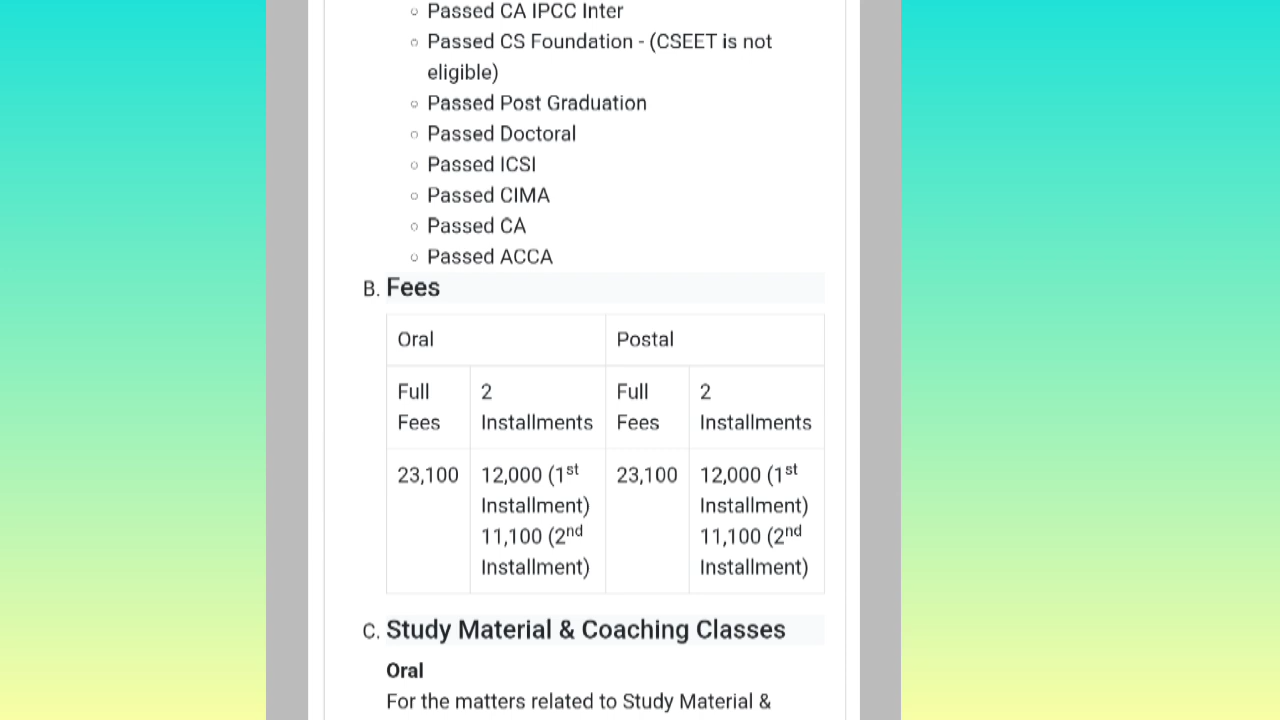 Passed CA IPCC Inter
Passed CS Foundation - (CSEET is not
eligible)
Passed Post Graduation
Passed Doctoral
Passed ICSI
Passed CIMA
Passed CA
Passed ACCA
B. Fees
Oral Postal
Full 2 Full 2
Fees Installments Fees Installments
23,100 12,000 (1st 23,100 12,000 (1st
Installment) Installment)
11,100 (2nd 11,100 (2nd
Installment) Installment)
C. Study Material & Coaching Classes
Oral
For the matters related to Study Material &